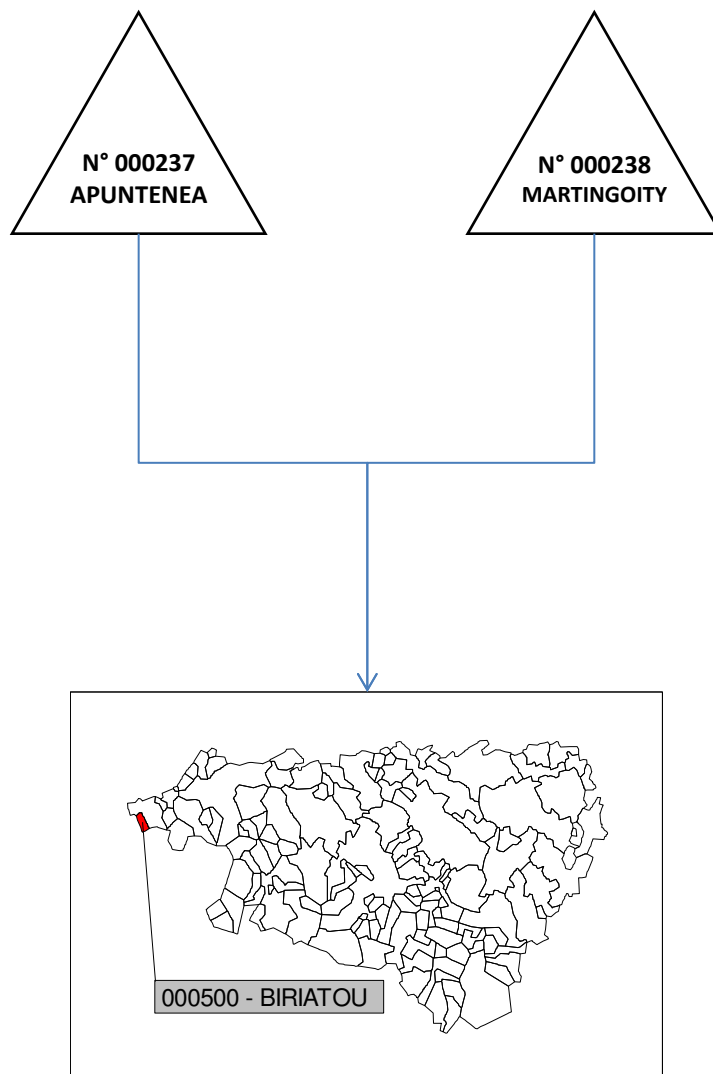 N° 000237
APUNTENEA
N° 000238
MARTINGOITY
000500 - BIRIATOU